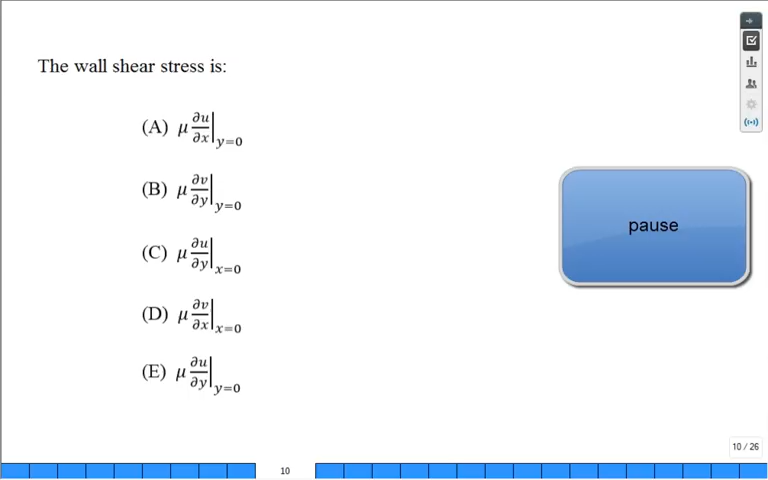 The wall shear stress is:
(A) μ ∂u/∂x|y=0
(B) μ ∂v/∂y|y=0
(C) μ ∂u/∂y|x=0
(D) μ ∂v/∂x|x=0
(E) μ ∂u/∂y|y=0
pause
10 / 26
10